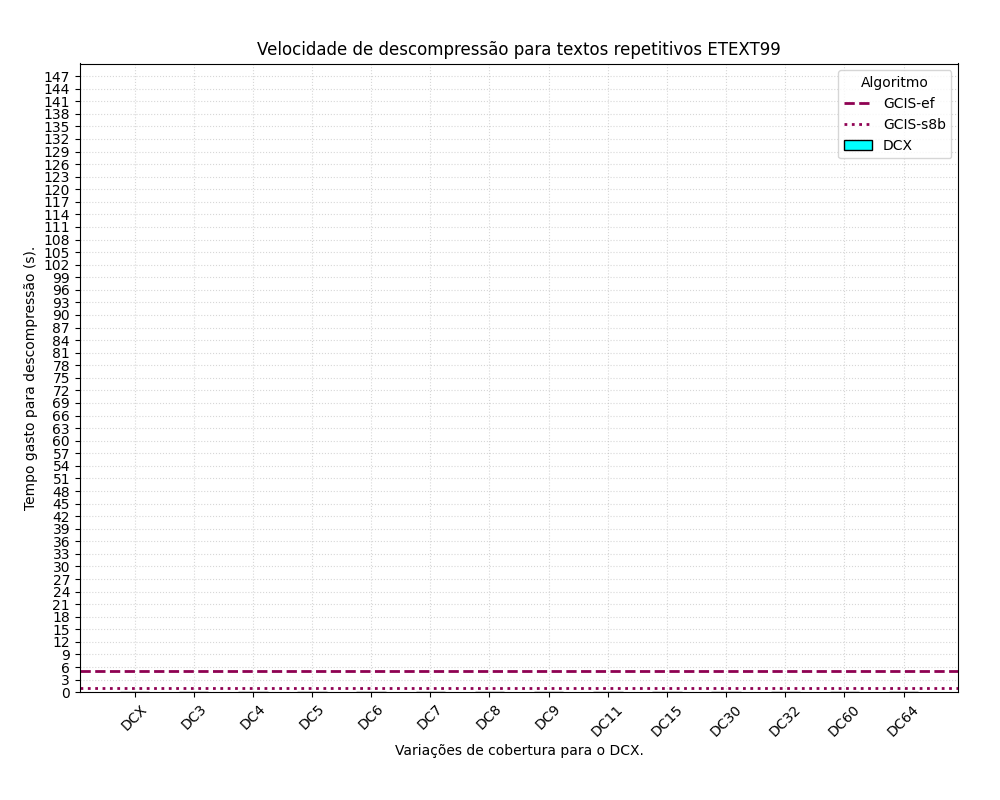 Velocidade de descompressão para textos repetitivos ETEXT99
Algoritmo
GCIS-ef
GCIS-s8b
DCX
Tempo gasto para descompressão (s).
147
144
141
138
135
132
129
126
123
120
117
114
111
108
105
102
99
96
93
90
87
84
81
78
75
72
69
66
63
60
57
54
51
48
45
42
39
36
33
30
27
24
21
18
15
12
9
6
3
0
DCX
DC3
DC4
DC5
DC6
DC7
DC8
DC9
DC11
DC15
DC30
DC32
DC60
DC64
Variações de cobertura para o DCX.